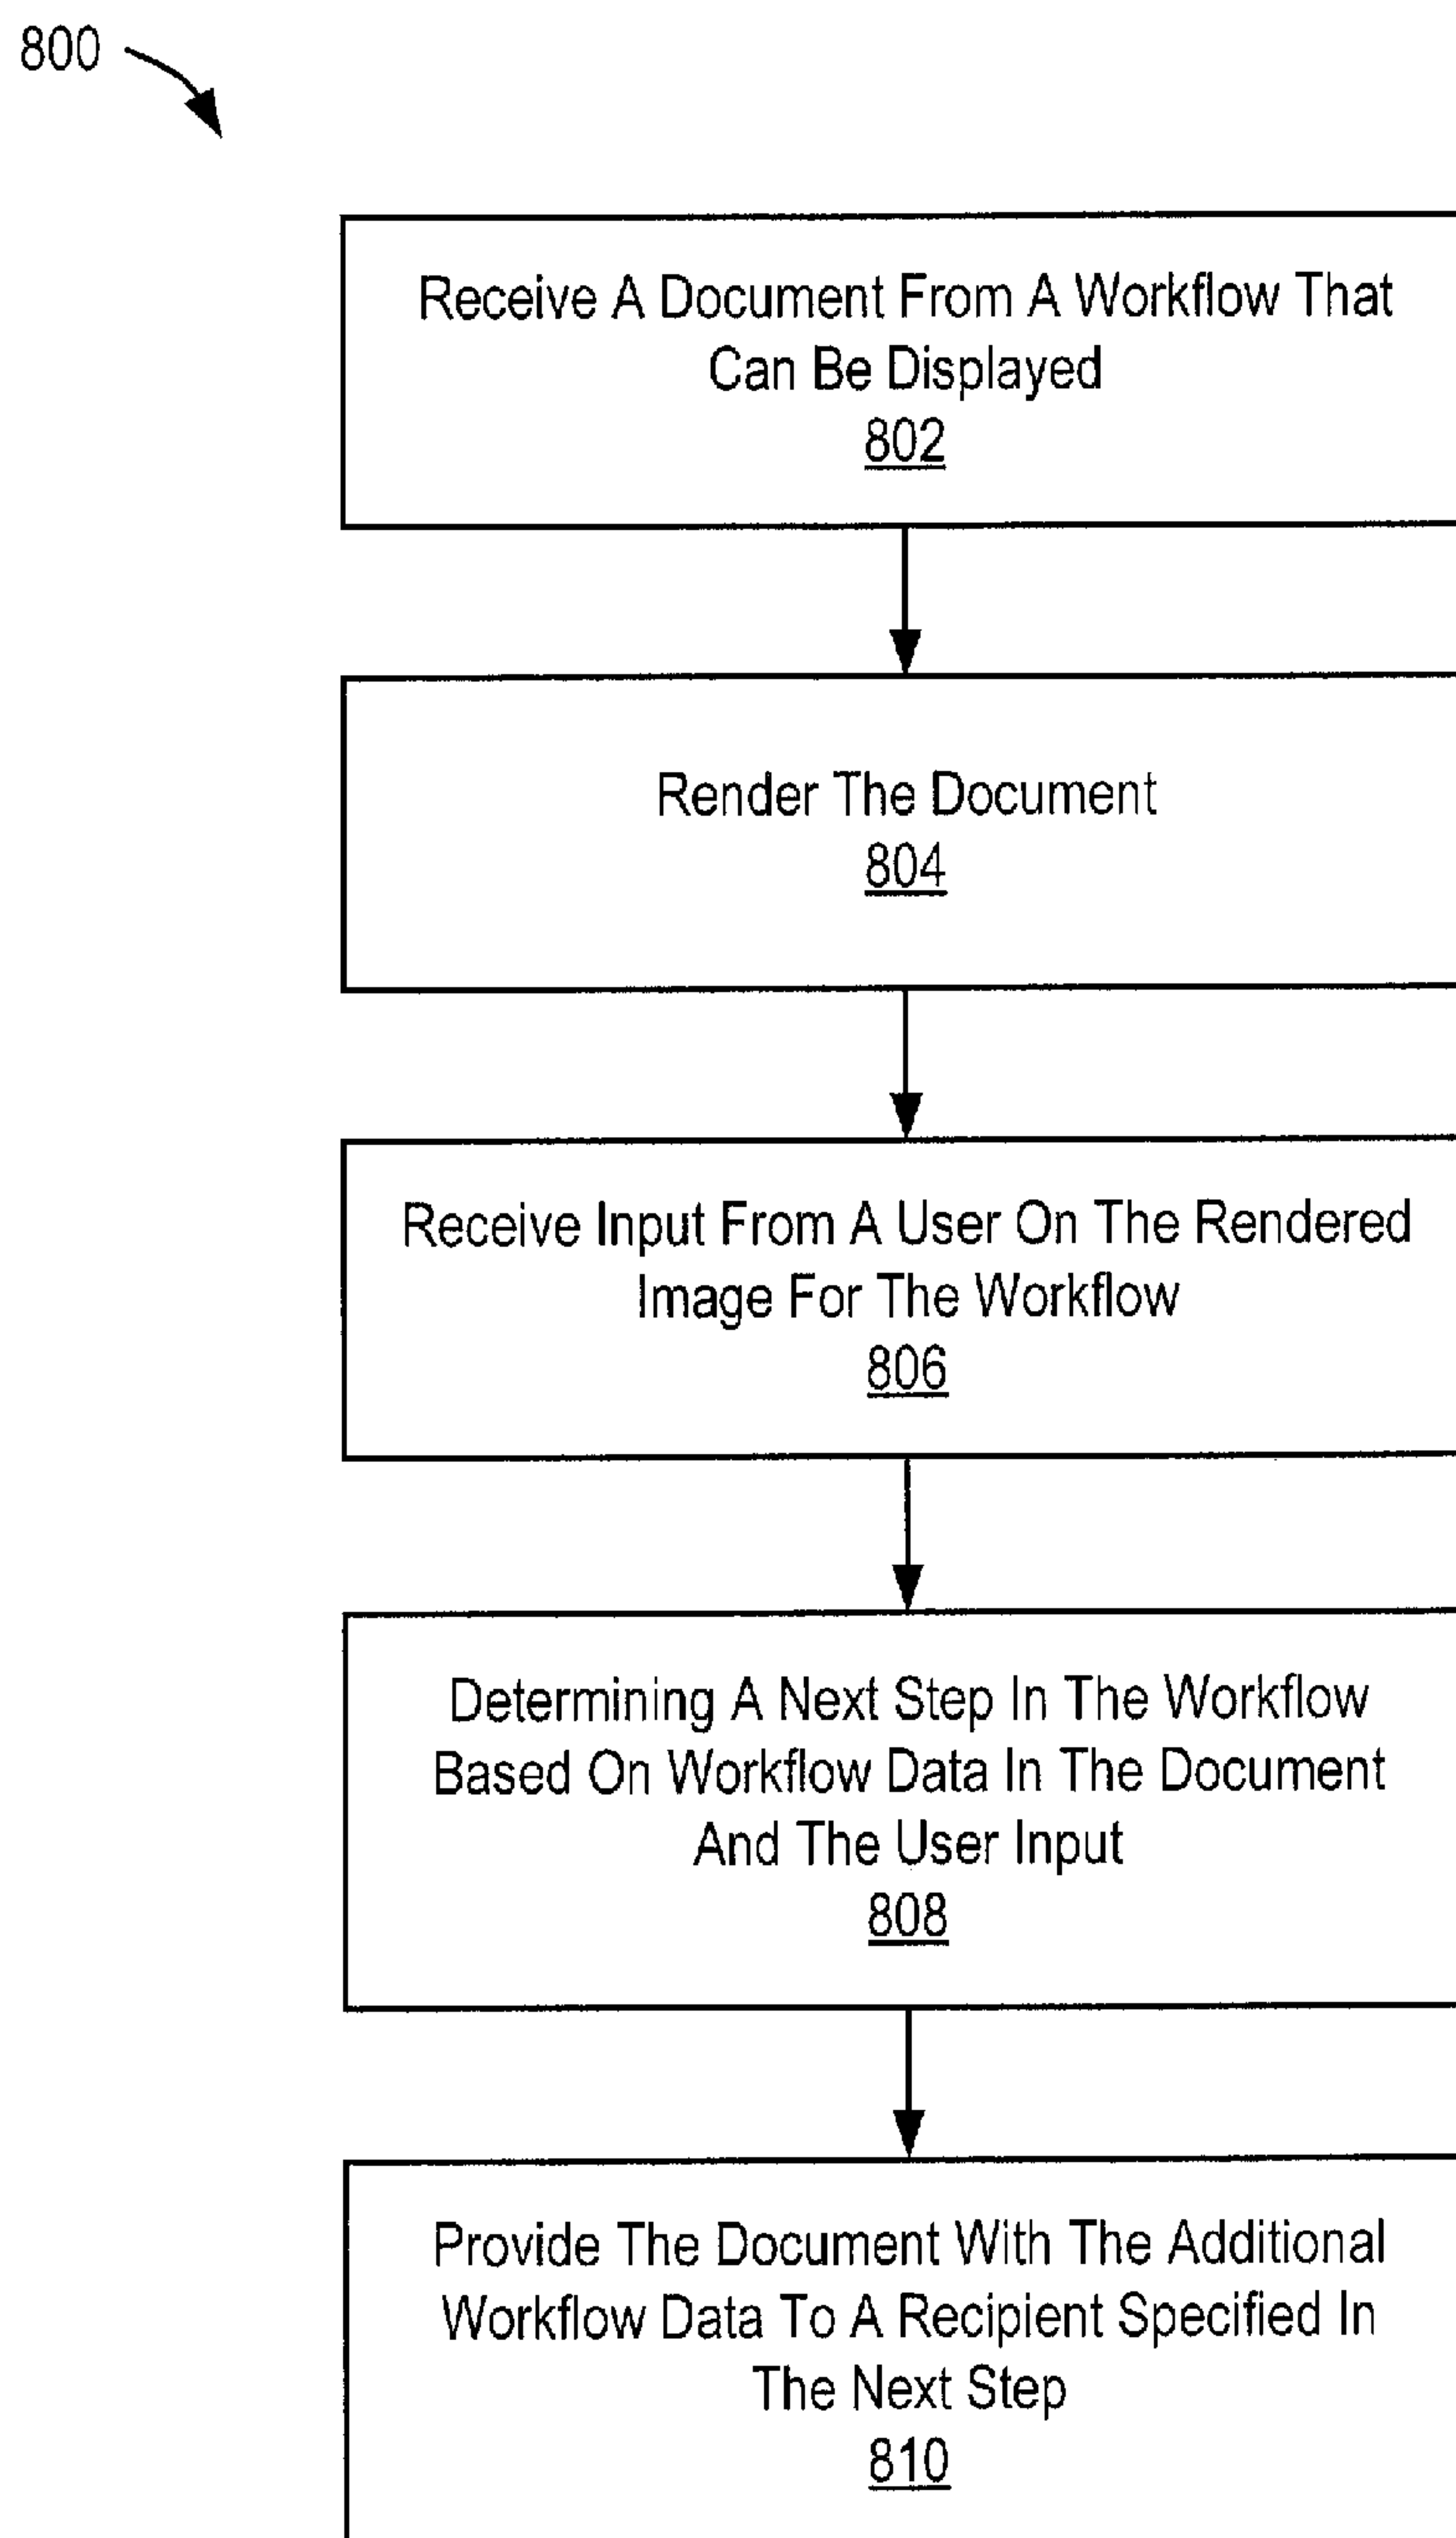 800
Receive A Document From A Workflow That
Can Be Displayed
802
Render The Document
804
Receive Input From A User On The Rendered
Image For The Workflow
806
Determining A Next Step In The Workflow
Based On Workflow Data In The Document
And The User Input
808
Provide The Document With The Additional
Workflow Data To A Recipient Specified In
The Next Step
810